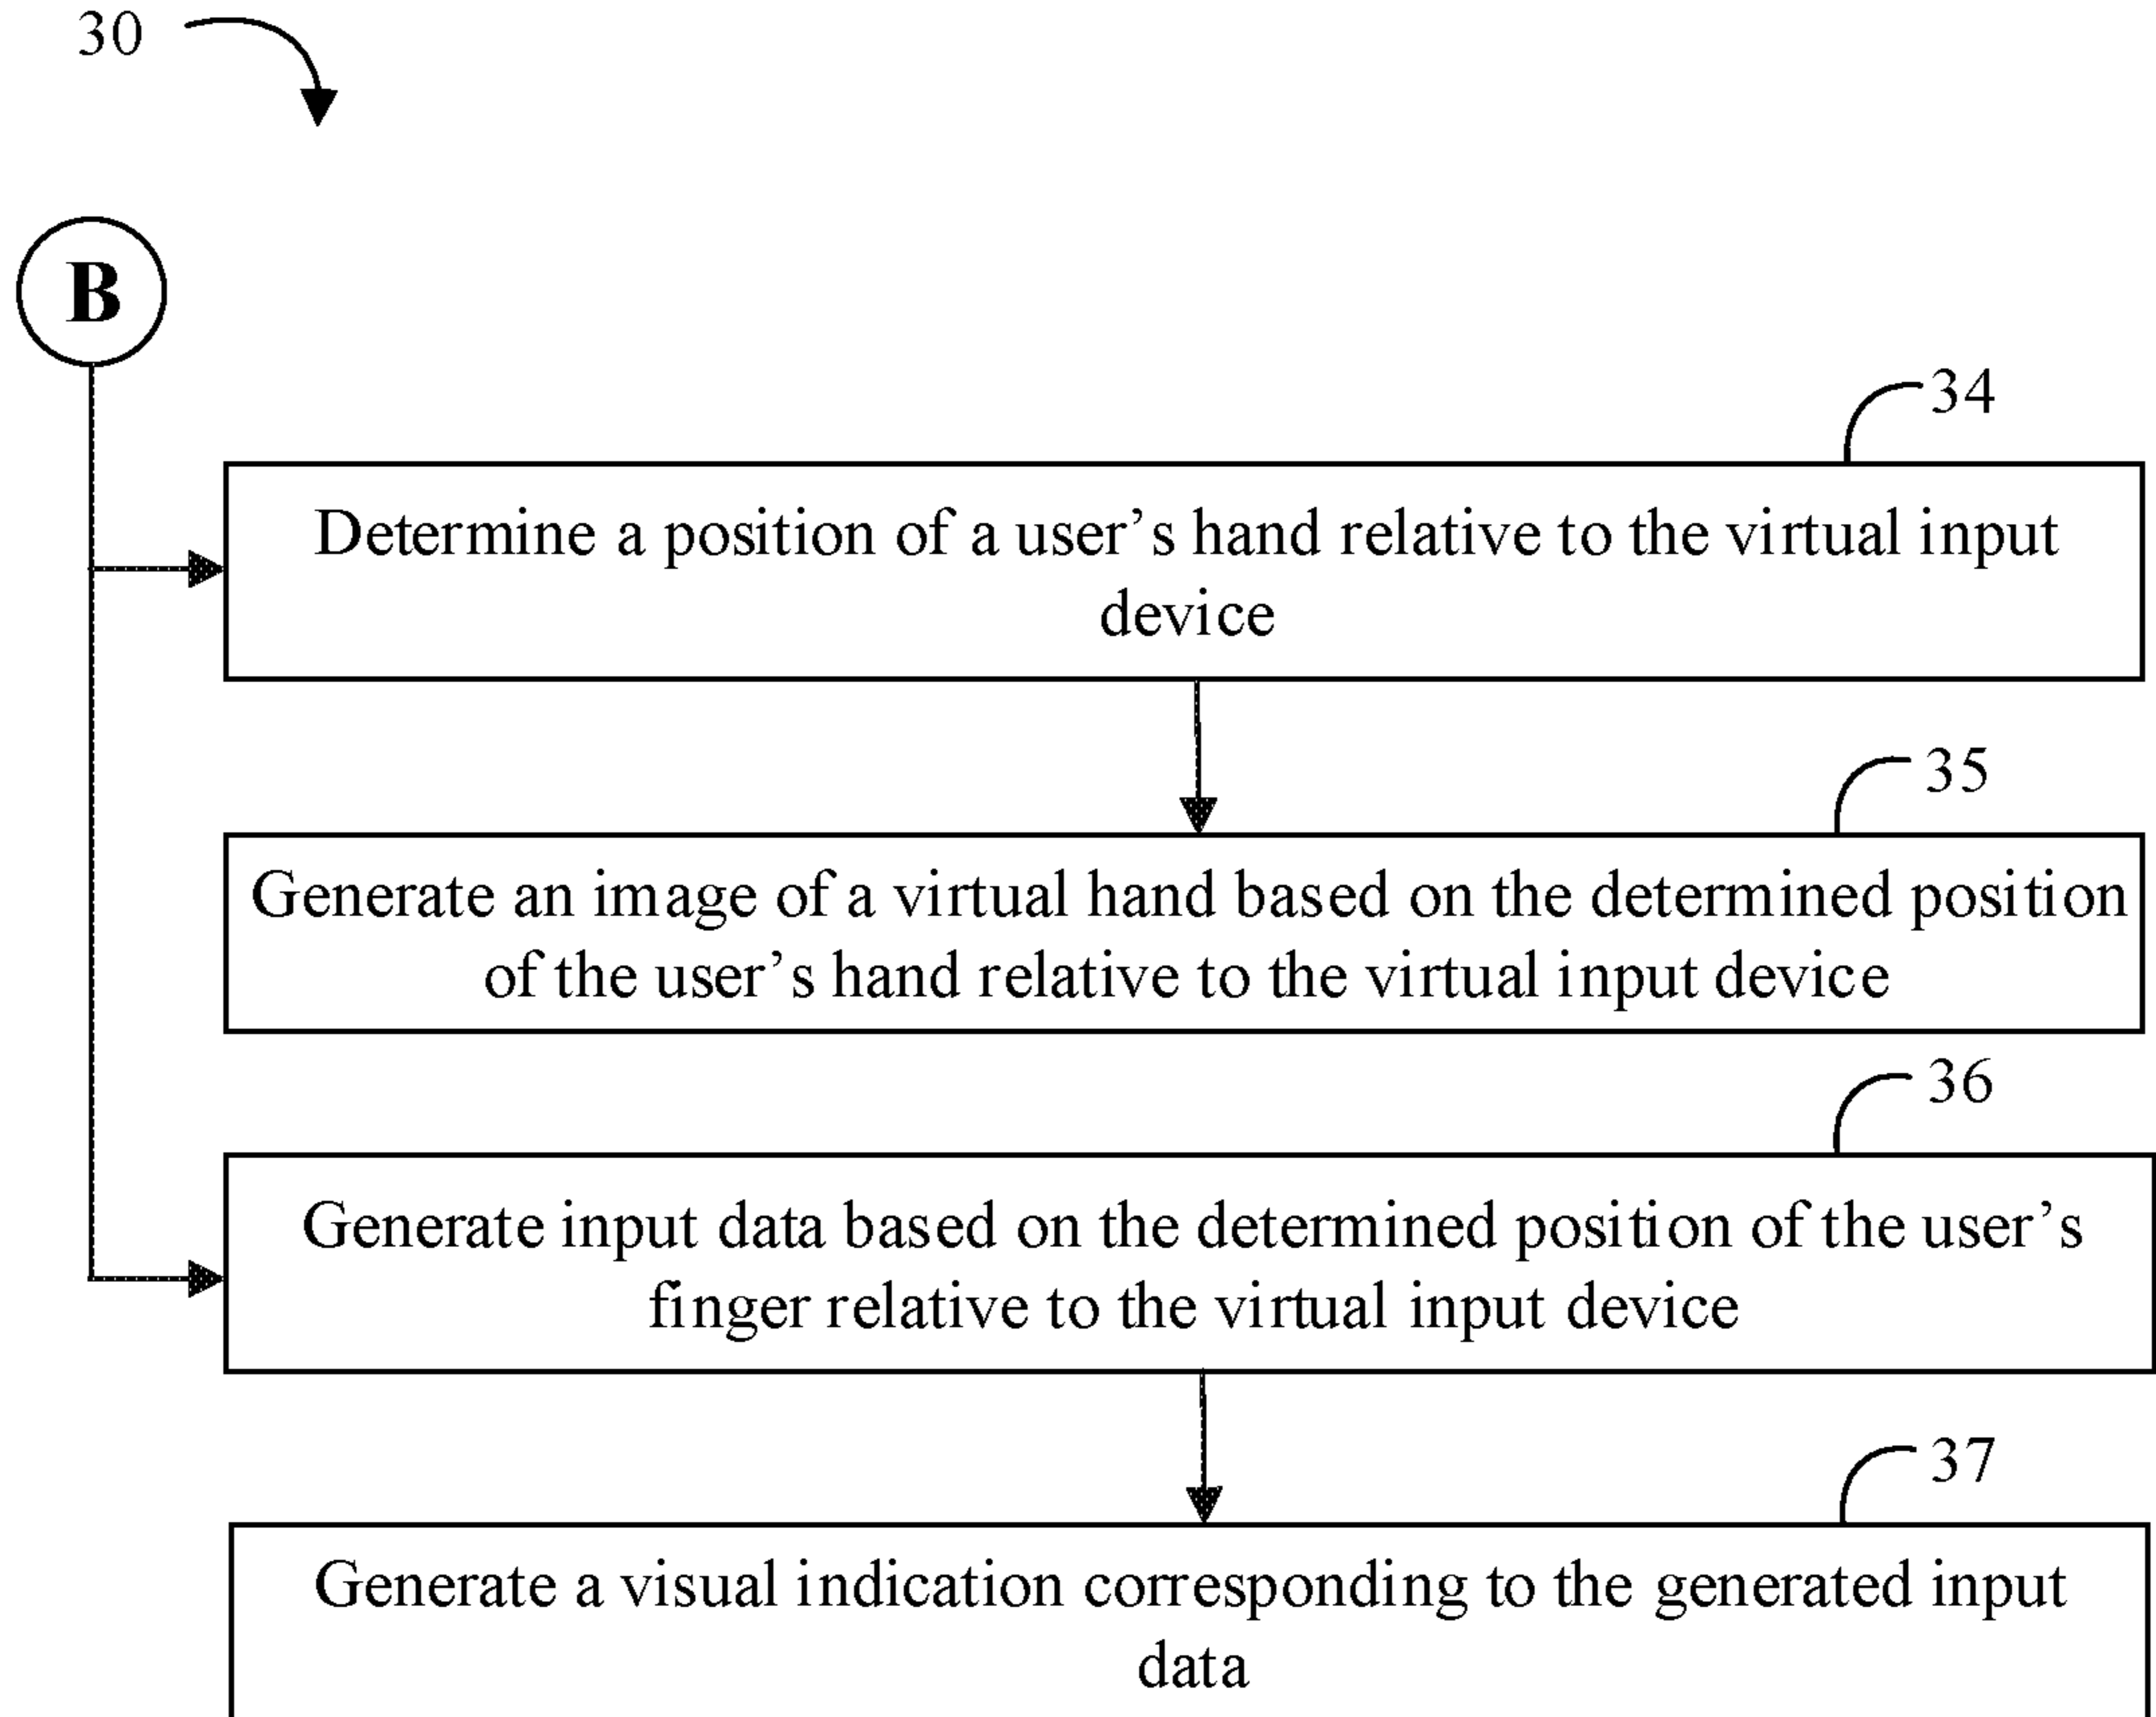 30
B
34
Determine a position of a user’s hand relative to the virtual input
device
35
Generate an image of a virtual hand based on the determined position
of the user’s hand relative to the virtual input device
36
Generate input data based on the determined position of the user’s
finger relative to the virtual input device
37
Generate a visual indication corresponding to the generated input
data